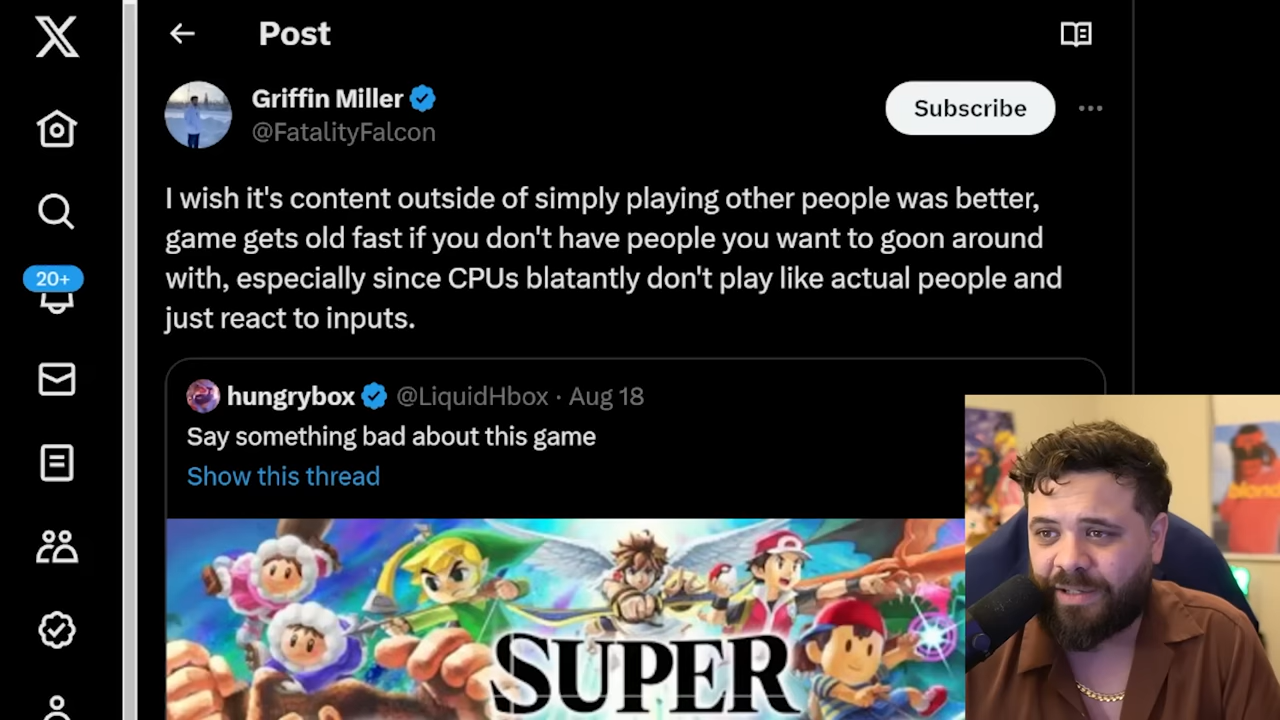 Post
Griffin Miller
@FatalityFalcon
Subscribe
I wish it's content outside of simply playing other people was better,
game gets old fast if you don't have people you want to goon around
with, especially since CPUs blatantly don't play like actual people and
just react to inputs.
20+
hungrybox @LiquidHbox · Aug 18
Say something bad about this game
Show this thread
SUPER
blond